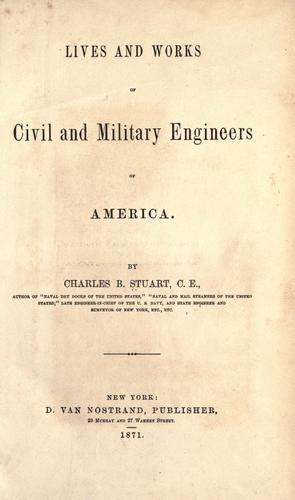 LIVES AND WORKS
OF
Civil and Military Engineers
OF
AMERICA.
BY
CHARLES B. STUART, C. E.,
AUTHOR OF "NAVAL DRY DOCKS OF THE UNITED STATES," "NAVAL AND MAIL STEAMERS OF THE UNITED
STATES;" LATE ENGINEER-IN-CHIEF OF THE U. S. NAVY, AND STATE ENGINEER AND
SURVEYOR OF NEW YORK, ETC., ETC.
NEW YORK:
D. VAN NOSTRAND, PUBLISHER,
23 MURRAY AND 27 WARREN STREET.
1871.